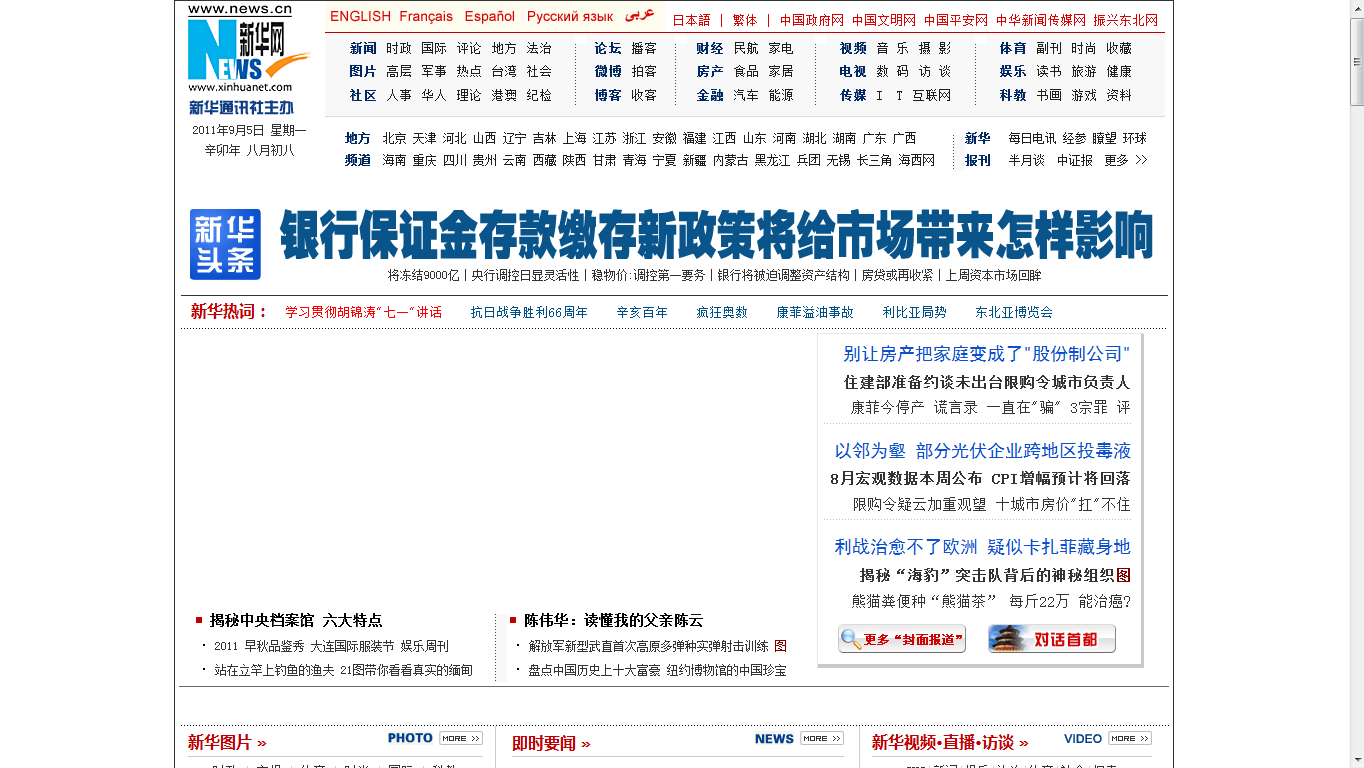 www.news.cn
新华网
NEWS
www.xinhuanet.com
新华通讯社主办
2011年9月5日 星期一
辛卯年 八月初八
ENGLISH Français Español Русский язык عربي 日本語 | 繁体 | 中国政府网 中国文明网 中国平安网 中华新闻传媒网 振兴东北网
新闻 时政 国际 评论 地方 法治 论坛 播客 财经 民航 家电 视频 音 乐 摄 影 体育 副刊 时尚 收藏
图片 高层 军事 热点 台湾 社会 微博 拍客 房产 食品 家居 电视 数 码 访 谈 娱乐 读书 旅游 健康
社区 人事 华人 理论 港澳 纪检 博客 收客 金融 汽车 能源 传媒 I T 互联网 科教 书画 游戏 资料
地方 北京 天津 河北 山西 辽宁 吉林 上海 江苏 浙江 安徽 福建 江西 山东 河南 湖北 湖南 广东 广西 新华 每日电讯 经参 瞭望 环球
频道 海南 重庆 四川 贵州 云南 西藏 陕西 甘肃 青海 宁夏 新疆 内蒙古 黑龙江 兵团 无锡 长三角 海西网 报刊 半月谈 中证报 更多 >>
新华头条
银行保证金存款缴存新政策将给市场带来怎样影响
将冻结9000亿 | 央行调控日显灵活性 | 稳物价:调控第一要务 | 银行将被迫调整资产结构 | 房贷或再收紧 | 上周资本市场回眸
新华热词： 学习贯彻胡锦涛"七一"讲话 抗日战争胜利66周年 辛亥百年 疯狂奥数 康菲溢油事故 利比亚局势 东北亚博览会
别让房产把家庭变成了"股份制公司"
住建部准备约谈未出台限购令城市负责人
康菲今停产 谎言录 一直在"骗" 3宗罪 评
以邻为壑 部分光伏企业跨地区投毒液
8月宏观数据本周公布 CPI增幅预计将回落
限购令疑云加重观望 十城市房价"扛"不住
利战治愈不了欧洲 疑似卡扎菲藏身地
揭秘“海豹”突击队背后的神秘组织图
熊猫粪便种“熊猫茶” 每斤22万 能治癌?
更多“封面报道” 对话首都
揭秘中央档案馆 六大特点
2011 早秋品鉴秀 大连国际服装节 娱乐周刊
站在立竿上钓鱼的渔夫 21图带你看看真实的缅甸
陈伟华：读懂我的父亲陈云
解放军新型武直首次高原多弹种实弹射击训练 图
盘点中国历史上十大富豪 纽约博物馆的中国珍宝
新华图片 » PHOTO MORE >>
即时要闻 » NEWS MORE >>
新华视频•直播•访谈 » VIDEO MORE >>